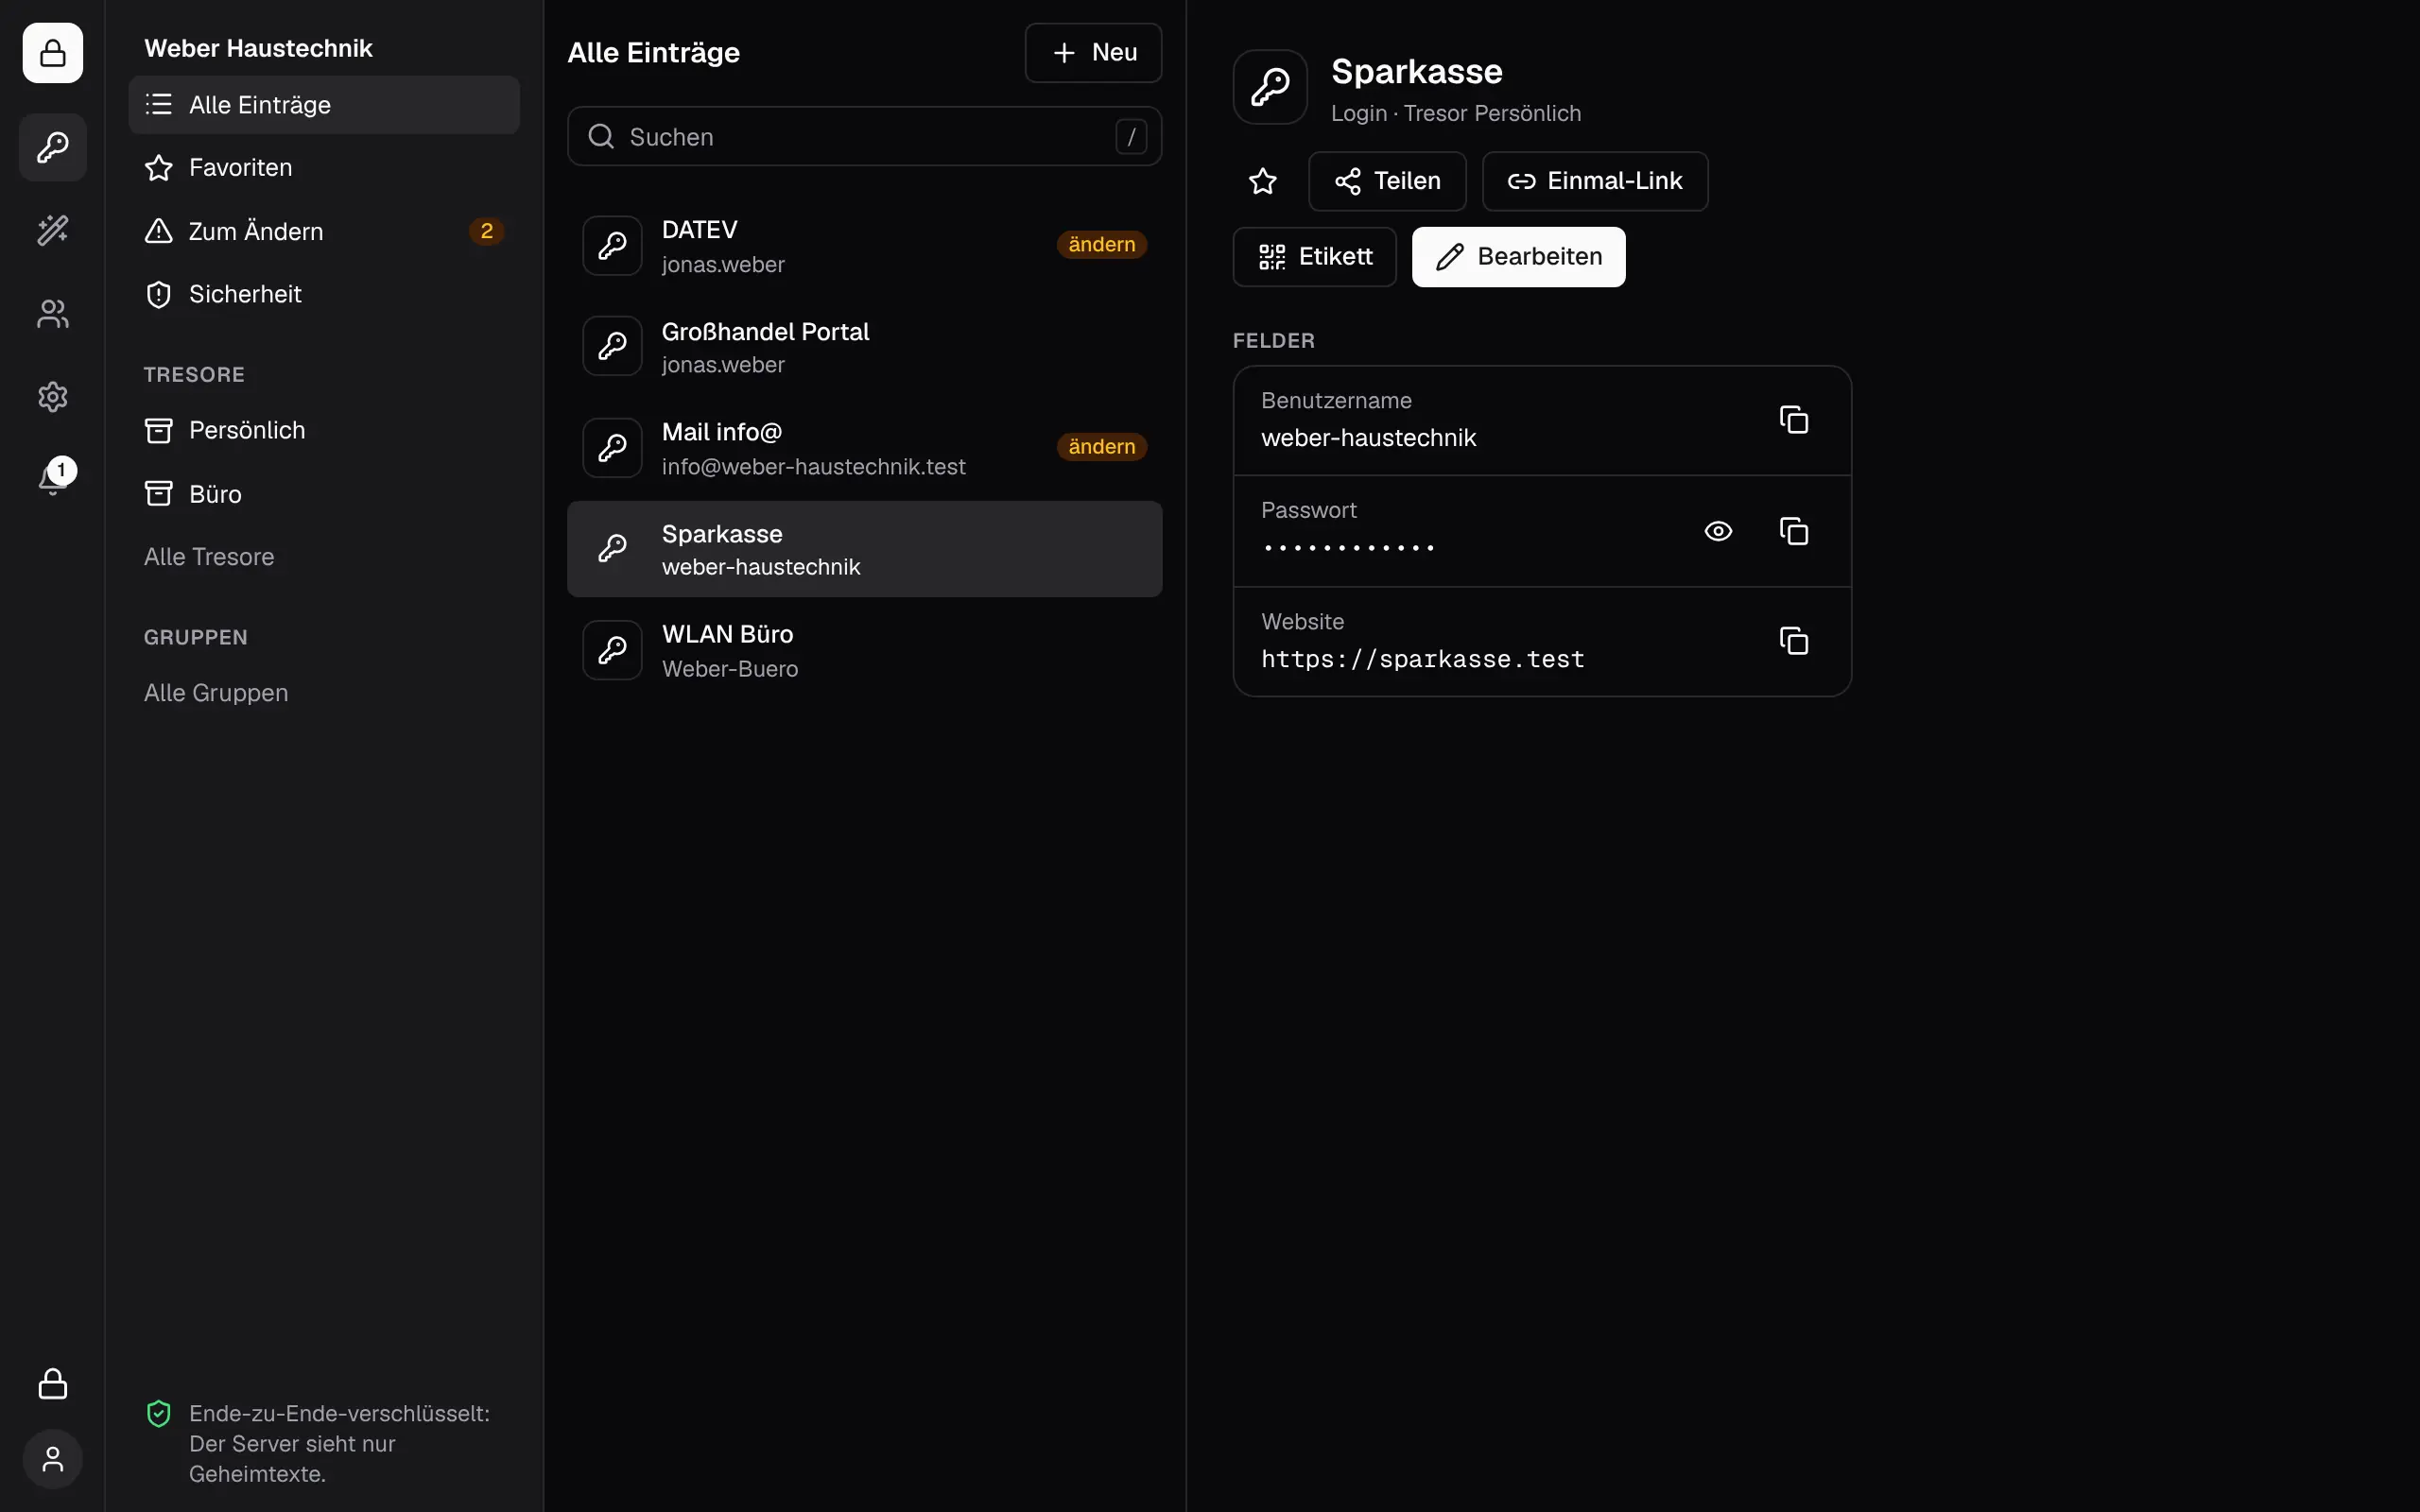 Weber Haustechnik
Alle Einträge
Favoriten
Zum Ändern
2
Sicherheit
TRESORE
Persönlich
Büro
Alle Tresore
GRUPPEN
Alle Gruppen
1
Ende-zu-Ende-verschlüsselt:
Der Server sieht nur
Geheimtexte.
Alle Einträge
Neu
Suchen
/
DATEV
jonas.weber
ändern
Großhandel Portal
jonas.weber
Mail info@
info@weber-haustechnik.test
ändern
Sparkasse
weber-haustechnik
WLAN Büro
Weber-Buero
Sparkasse
Login · Tresor Persönlich
Teilen
Einmal-Link
Etikett
Bearbeiten
FELDER
Benutzername
weber-haustechnik
Passwort
••••••••••••
Website
https://sparkasse.test